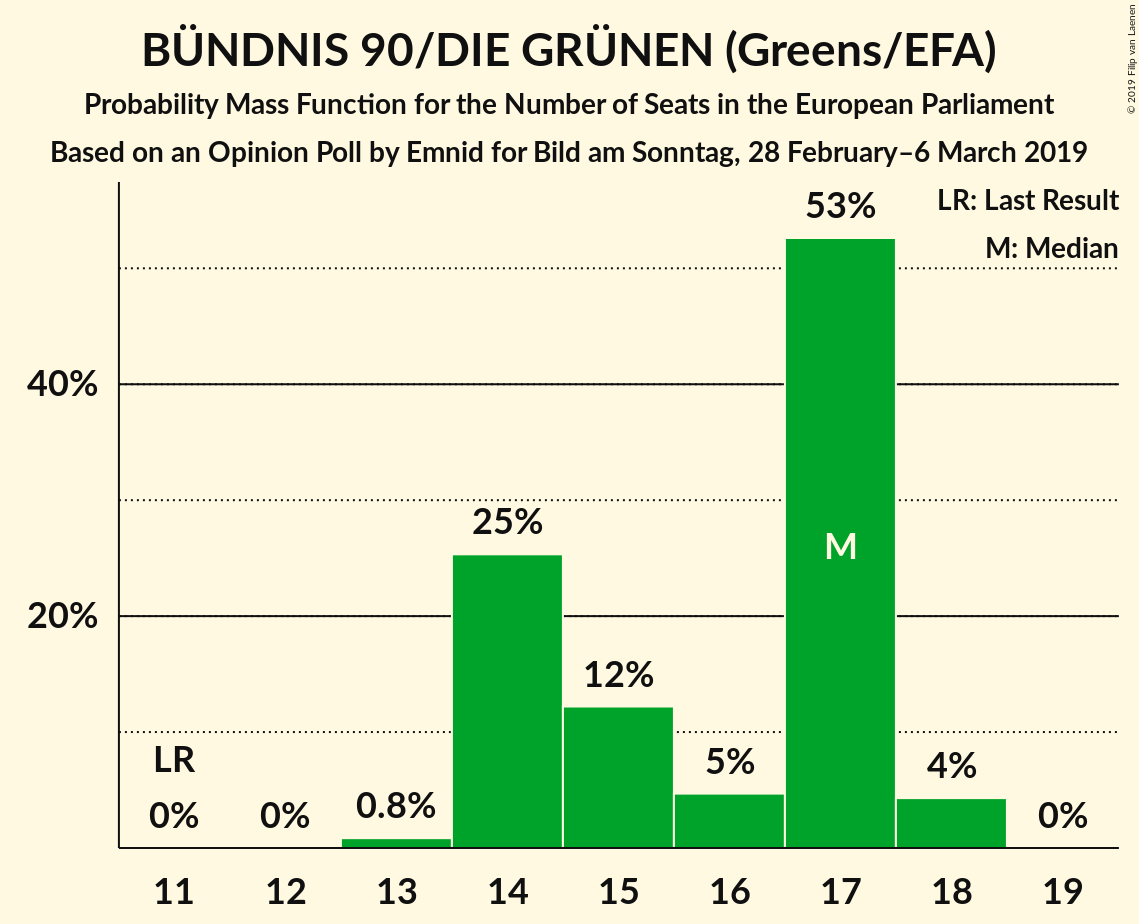 BÜNDNIS 90/DIE GRÜNEN (Greens/EFA)
Probability Mass Function for the Number of Seats in the European Parliament
Based on an Opinion Poll by Emnid for Bild am Sonntag, 28 February–6 March 2019
© 2019 Filip van Laenen
LR: Last Result
M: Median
53%
40%
25%
M
20%
12%
LR
5%
4%
0.8%
0%
0%
0%
11 12 13 14 15 16 17 18 19